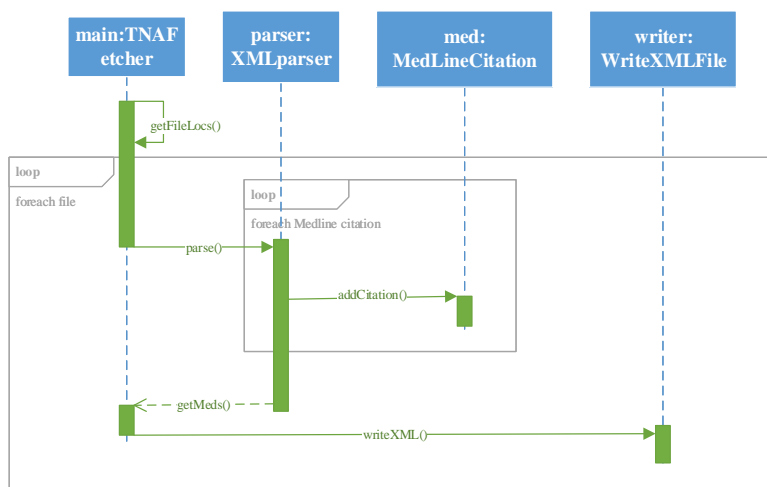 main:TNAF
etcher
parser:
XMLparser
med:
MedLineCitation
writer:
WriteXMLFile
getFileLocs()
loop
foreach file
loop
foreach Medline citation
parse()
addCitation()
getMeds()
writeXML()